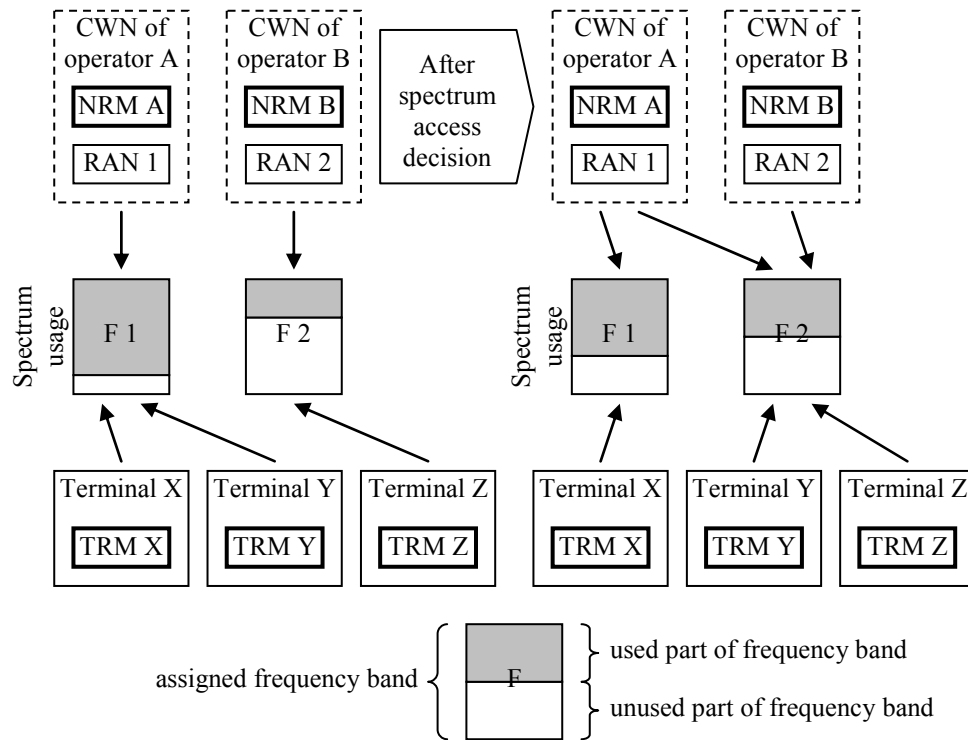 CWN of
operator A
NRM A
RAN 1
CWN of
operator B
NRM B
RAN 2
After
spectrum
access
decision
CWN of
operator A
NRM A
RAN 1
CWN of
operator B
NRM B
RAN 2
Spectrum
usage
F 1
F 2
Spectrum
usage
F 1
F 2
Terminal X
TRM X
Terminal Y
TRM Y
Terminal Z
TRM Z
Terminal X
TRM X
Terminal Y
TRM Y
Terminal Z
TRM Z
assigned frequency band
F
used part of frequency band
unused part of frequency band